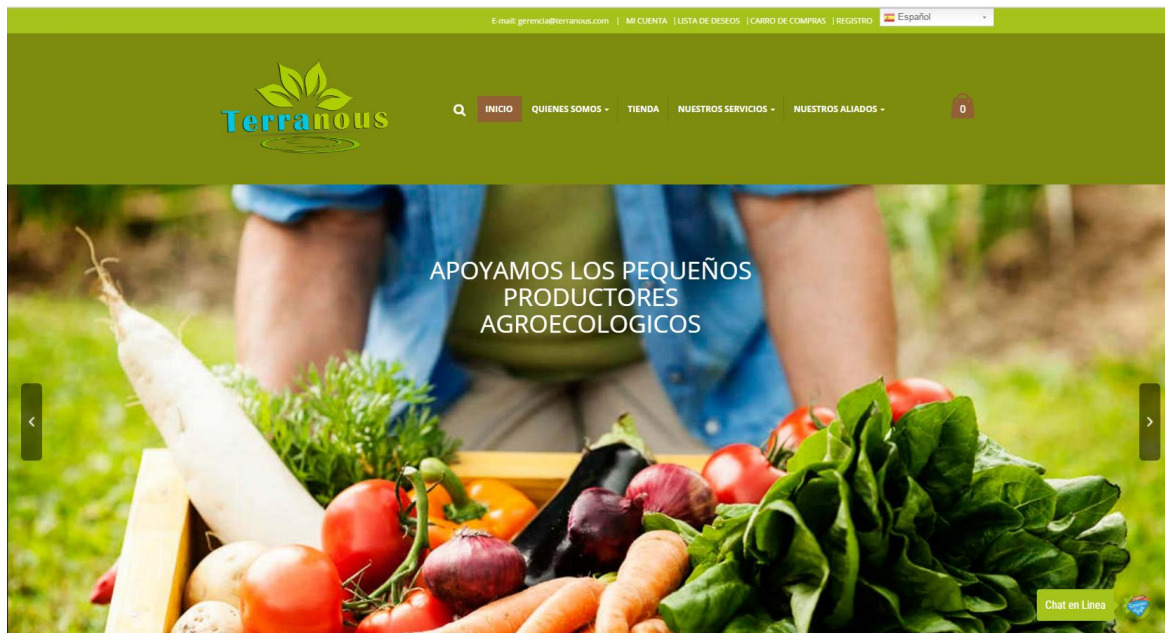 E-mail: gerencia@terranous.com | MI CUENTA | LISTA DE DESEOS | CARRO DE COMPRAS | REGISTRO Español
Terranous
INICIO QUIENES SOMOS TIENDA NUESTROS SERVICIOS NUESTROS ALIADOS 0
APOYAMOS LOS PEQUEÑOS
PRODUCTORES
AGROECOLOGICOS
Chat en Linea